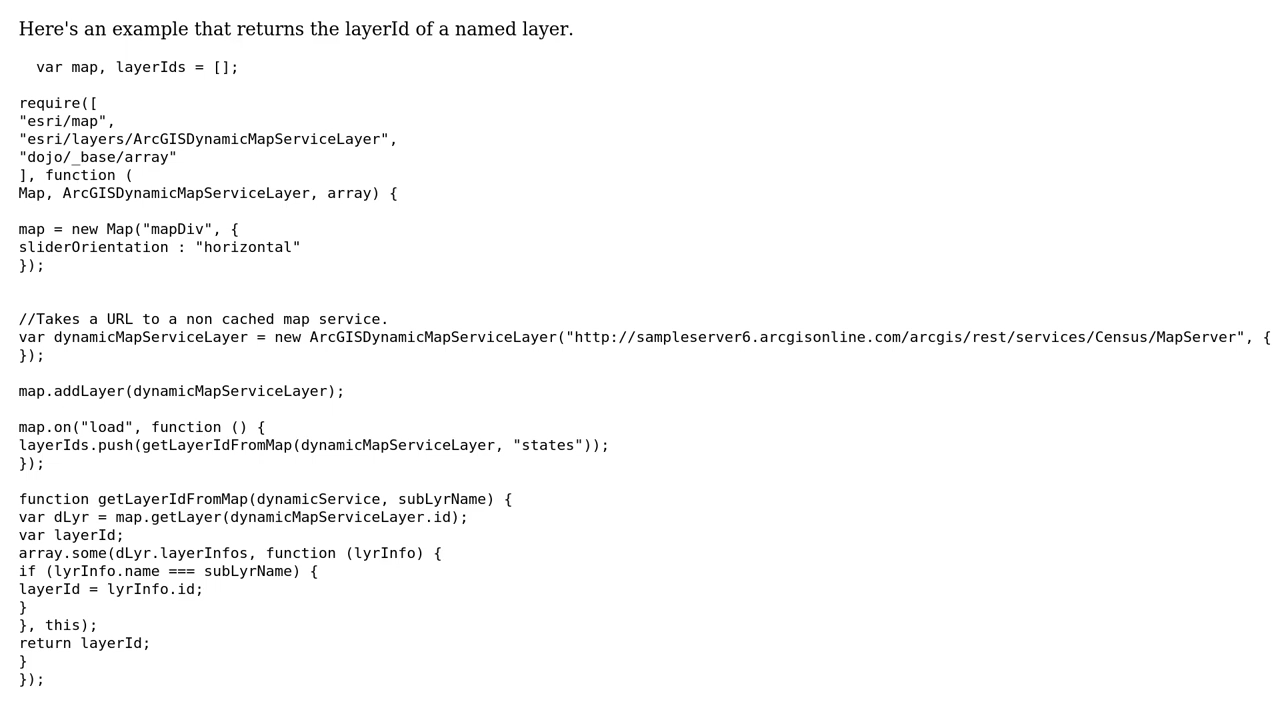 Here's an example that returns the layerId of a named layer.
var map, layerIds = [];
require([
"esri/map",
"esri/layers/ArcGISDynamicMapServiceLayer",
"dojo/_base/array"
], function (
Map, ArcGISDynamicMapServiceLayer, array) {
map = new Map("mapDiv", {
sliderOrientation : "horizontal"
});
//Takes a URL to a non cached map service.
var dynamicMapServiceLayer = new ArcGISDynamicMapServiceLayer("http://sampleserver6.arcgisonline.com/arcgis/rest/services/Census/MapServer", {
});
map.addLayer(dynamicMapServiceLayer);
map.on("load", function () {
layerIds.push(getLayerIdFromMap(dynamicMapServiceLayer, "states"));
});
function getLayerIdFromMap(dynamicService, subLyrName) {
var dLyr = map.getLayer(dynamicMapServiceLayer.id);
var layerId;
array.some(dLyr.layerInfos, function (lyrInfo) {
if (lyrInfo.name === subLyrName) {
layerId = lyrInfo.id;
}
}, this);
return layerId;
}
});